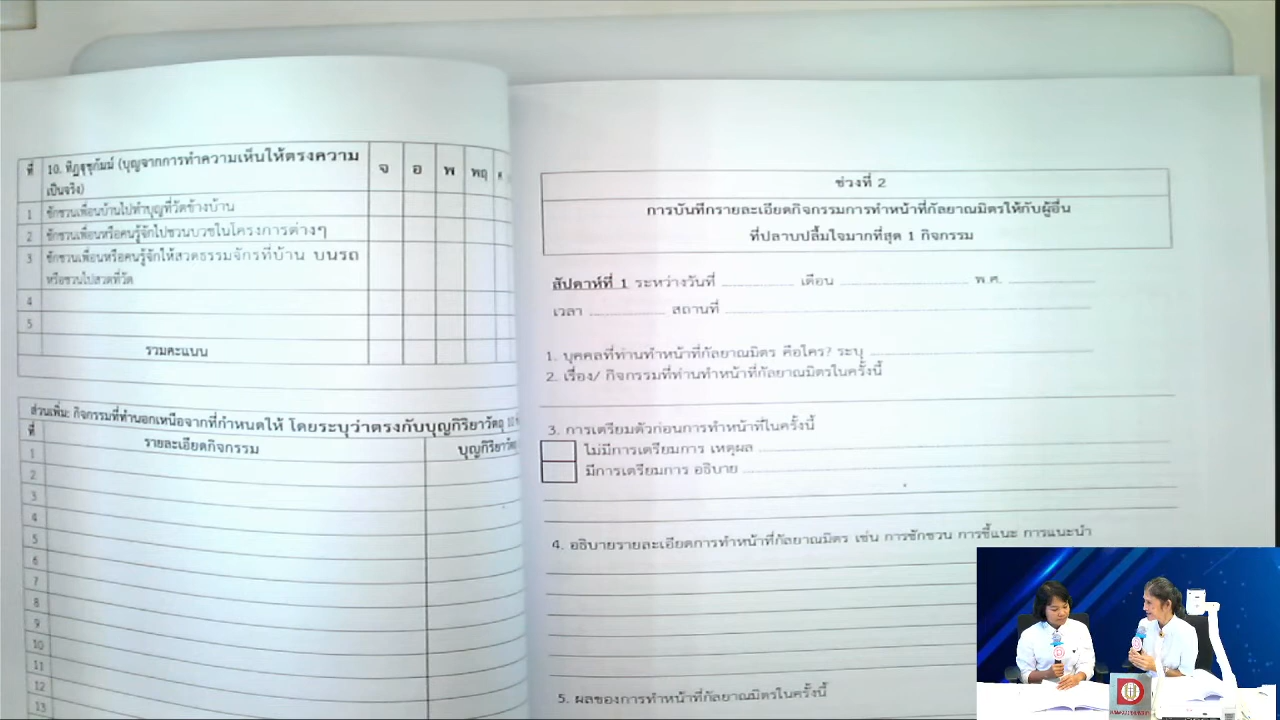 ที่ 10. ทิฏฐุชุกัมม์ (บุญจากการทำความเห็นให้ตรงความเป็นจริง) จ อ พ พฤ
1 ชักชวนเพื่อนบ้านไปทำบุญที่วัดข้างบ้าน
2 ชักชวนเพื่อนหรือคนรู้จักไปชวนบวชในโครงการต่างๆ
3 ชักชวนเพื่อนหรือคนรู้จักให้สวดธรรมจักรที่บ้าน บนรถ
หรือชวนไปสวดที่วัด
4
5
รวมคะแนน
ส่วนเพิ่ม: กิจกรรมที่ทำนอกเหนือจากที่กำหนดให้ โดยระบุว่าตรงกับบุญกิริยาวัตถุ 10
ที่ รายละเอียดกิจกรรม บุญกิริยาวัตถุ
1
2
3
4
5
6
7
8
9
10
11
12
13
ช่วงที่ 2
การบันทึกรายละเอียดกิจกรรมการทำหน้าที่กัลยาณมิตรให้กับผู้อื่น
ที่ปลาบปลื้มใจมากที่สุด 1 กิจกรรม
สัปดาห์ที่ 1 ระหว่างวันที่ เดือน พ.ศ.
เวลา สถานที่
1. บุคคลที่ท่านทำหน้าที่กัลยาณมิตร คือใคร? ระบุ
2. เรื่อง/ กิจกรรมที่ท่านทำหน้าที่กัลยาณมิตรในครั้งนี้
3. การเตรียมตัวก่อนการทำหน้าที่ในครั้งนี้
ไม่มีการเตรียมการ เหตุผล
มีการเตรียมการ อธิบาย
4. อธิบายรายละเอียดการทำหน้าที่กัลยาณมิตร เช่น การชักชวน การชี้แนะ การแนะนำ
5. ผลของการทำหน้าที่กัลยาณมิตรในครั้งนี้